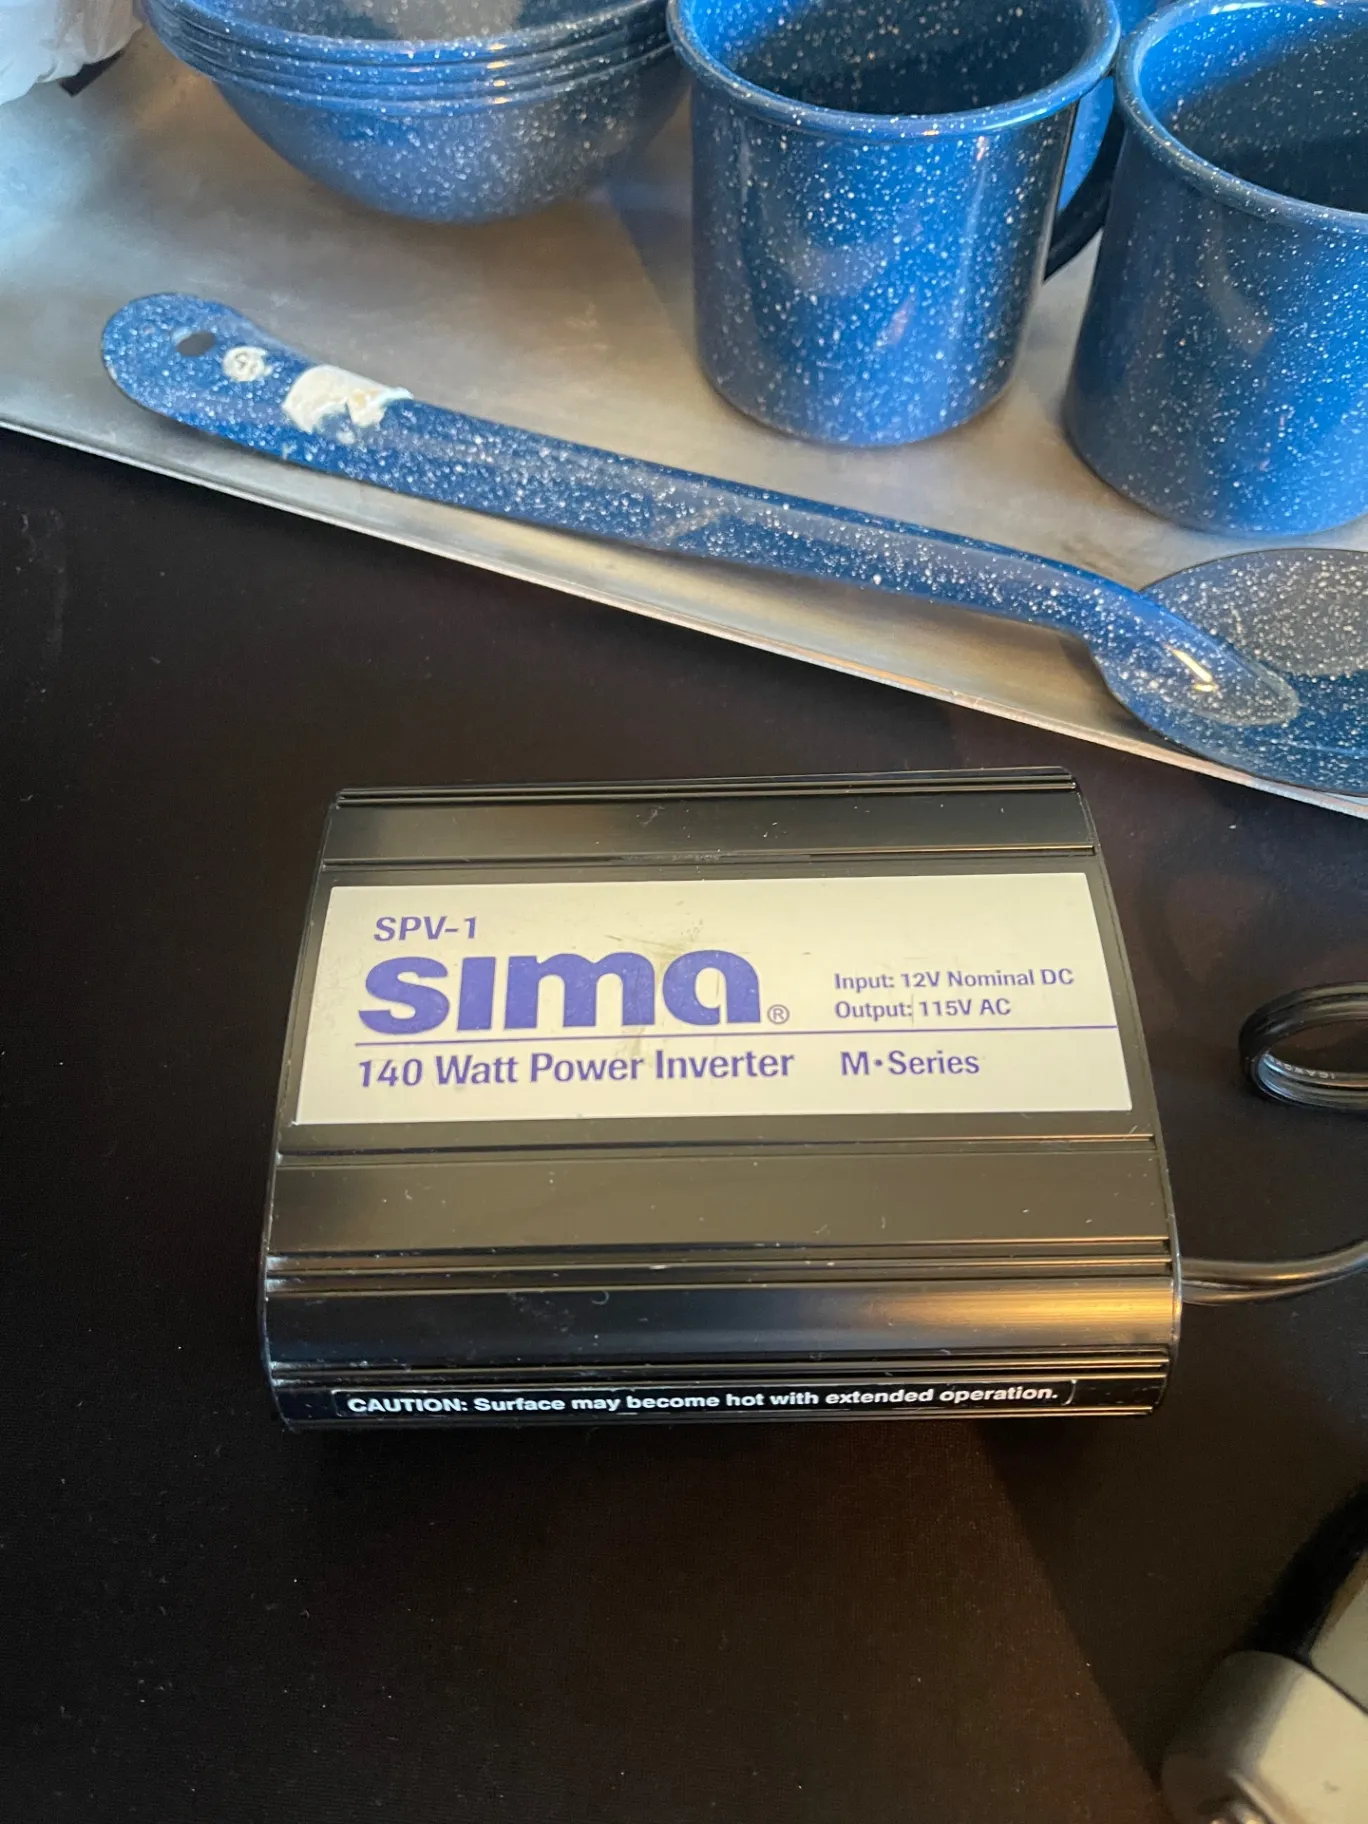 SPV-1
sima®
Input: 12V Nominal DC
Output: 115V AC
140 Watt Power Inverter M•Series
CAUTION: Surface may become hot with extended operation.